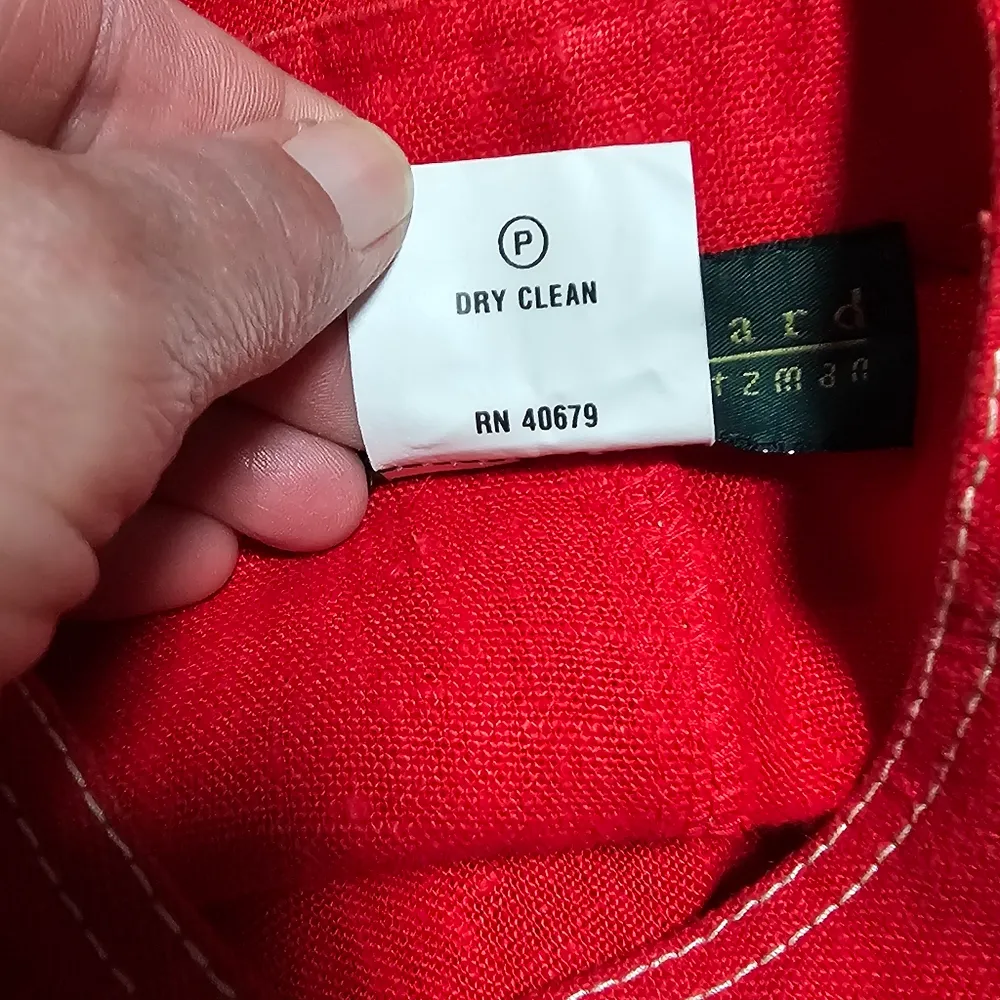 P
DRY CLEAN
RN 40679
ard
tzman